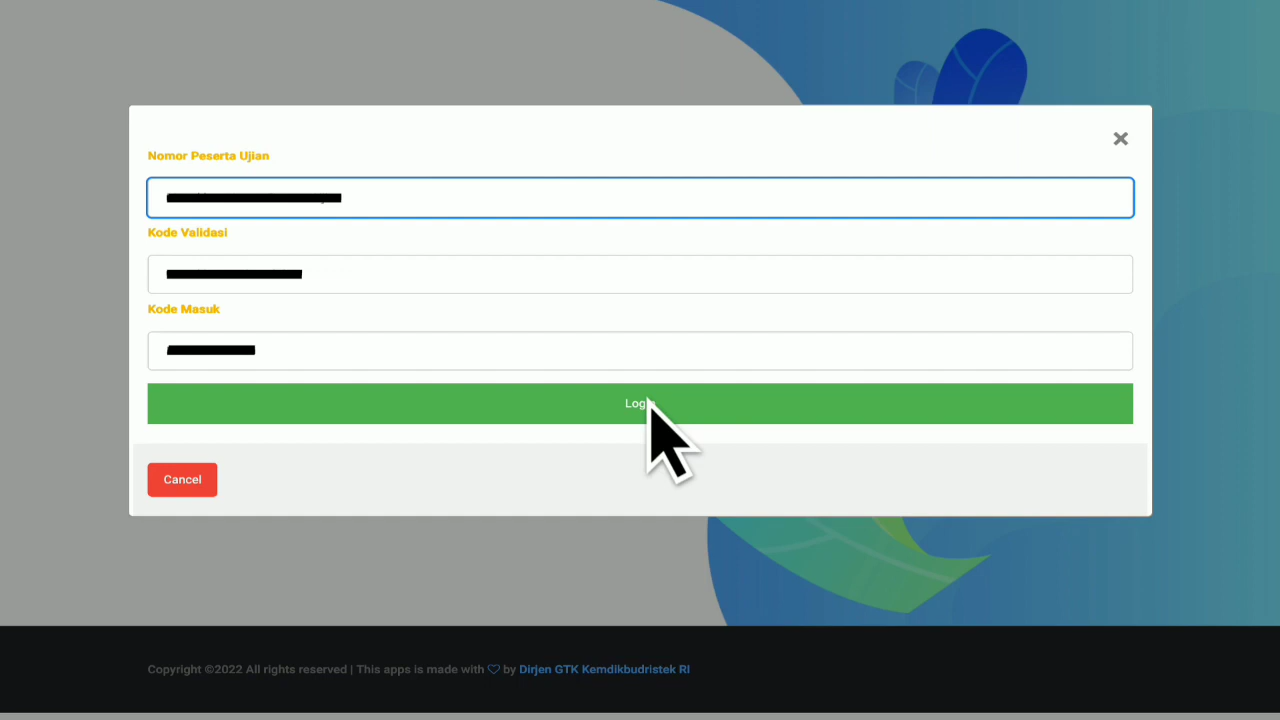 Nomor Peserta Ujian
Kode Validasi
Kode Masuk
Login
Cancel
Copyright ©2022 All rights reserved | This apps is made with ♡ by Dirjen GTK Kemdikbudristek RI